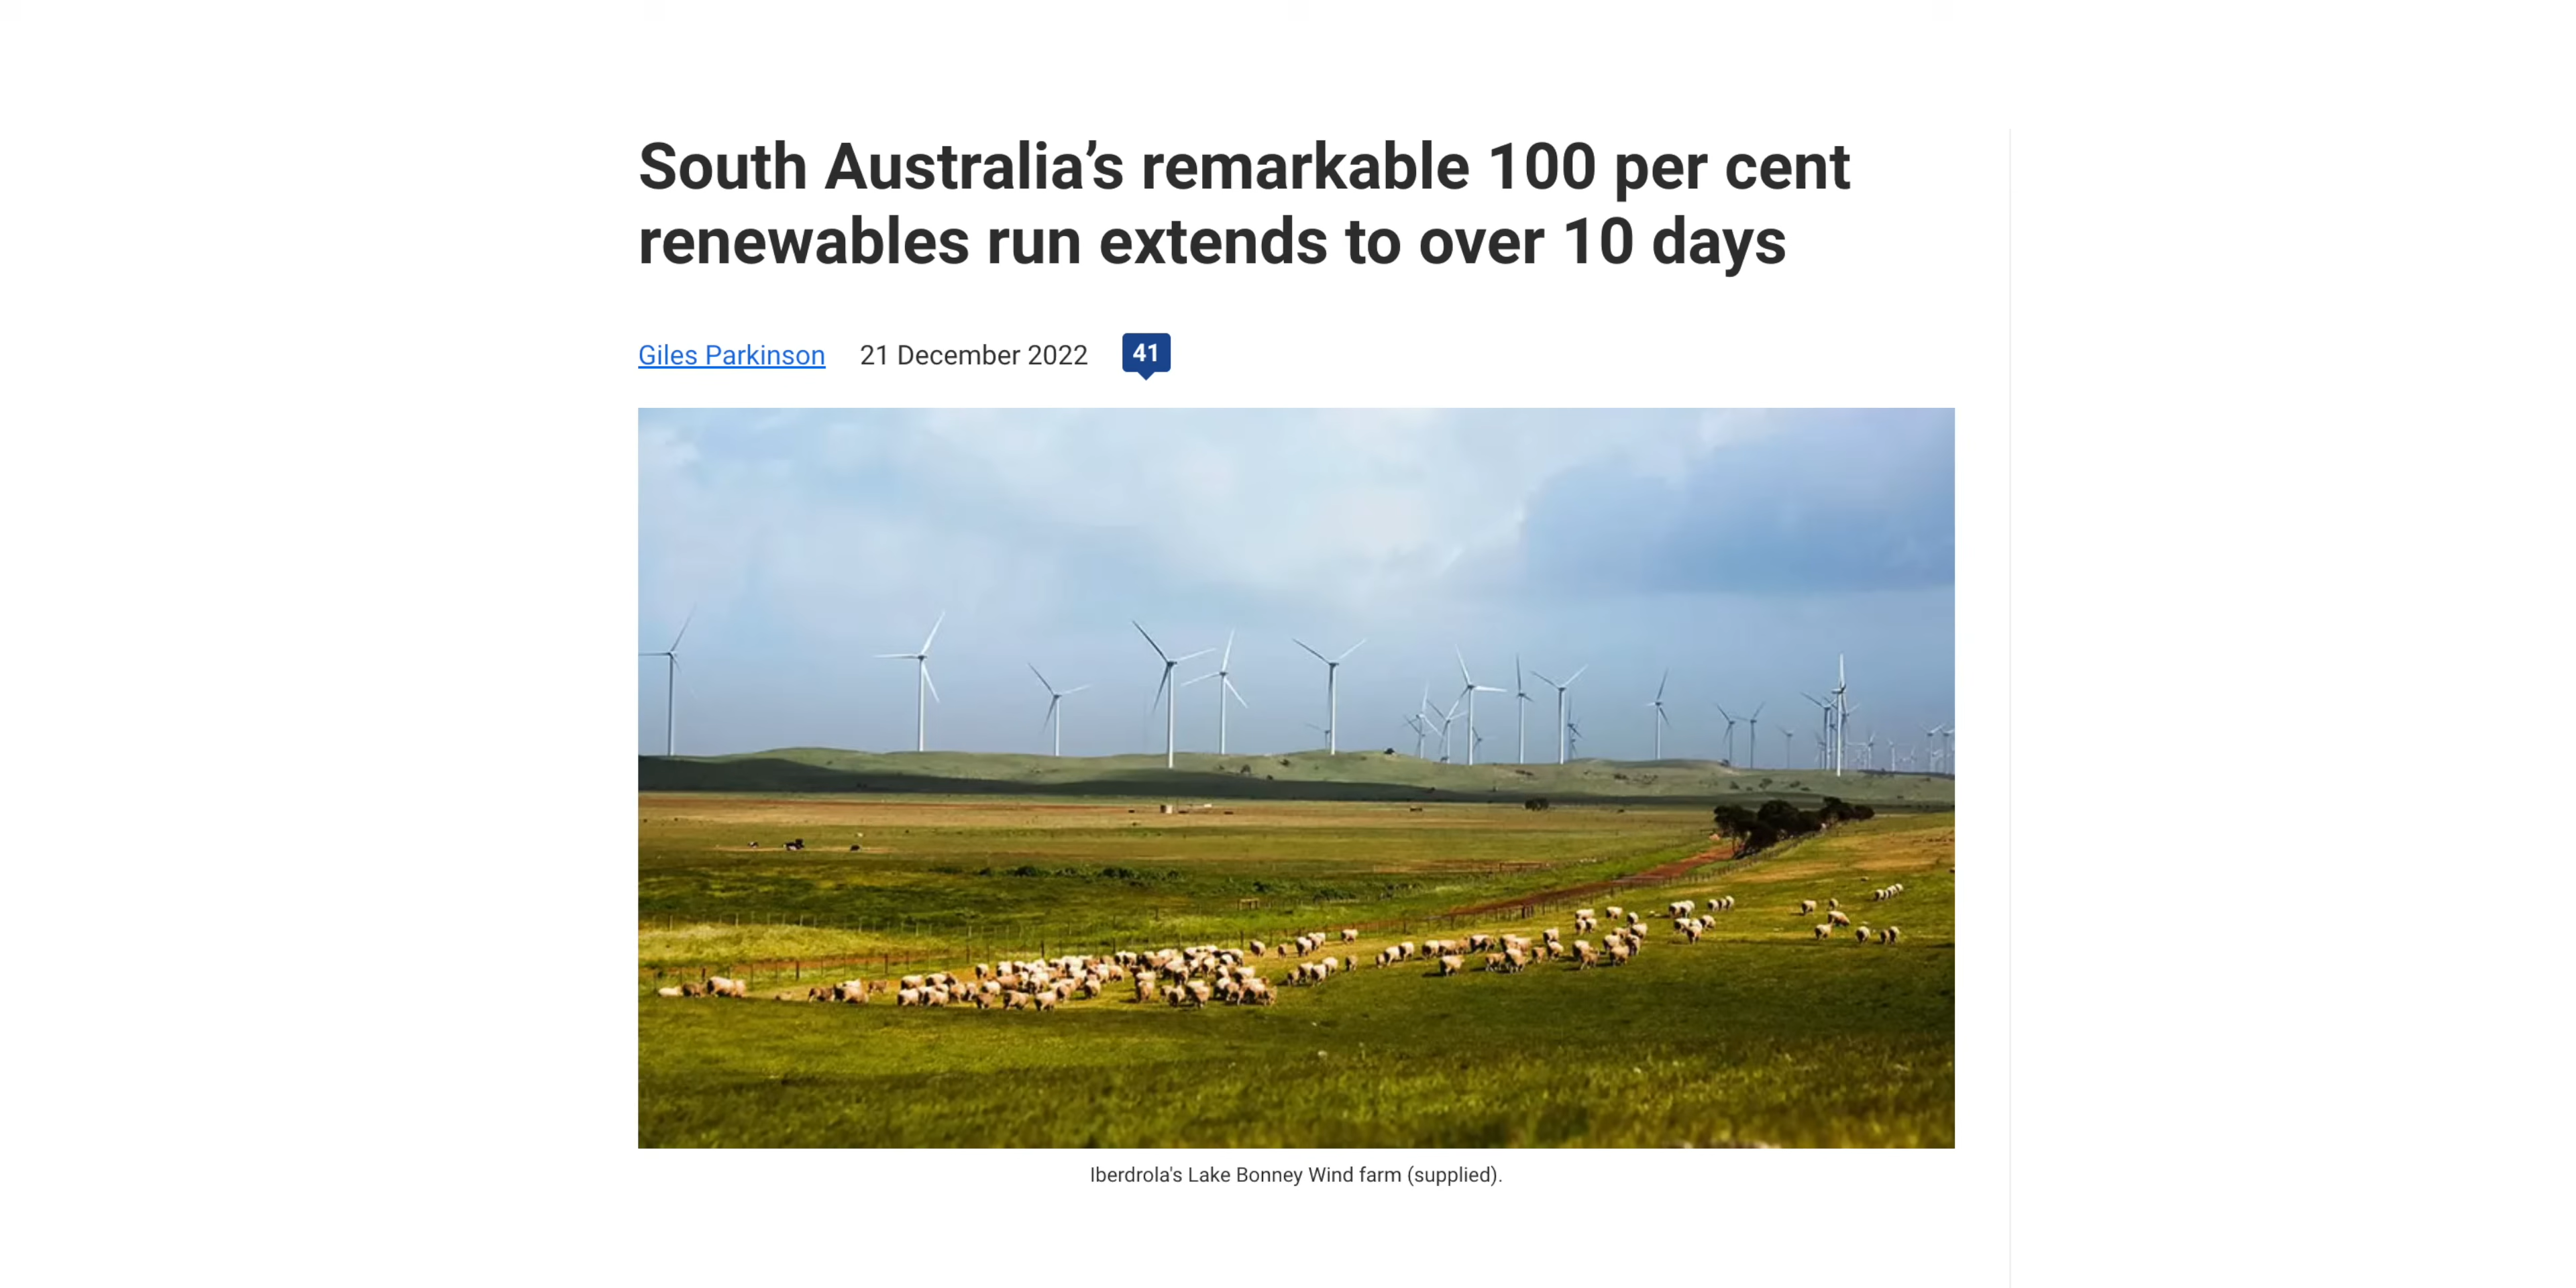 South Australia’s remarkable 100 per cent
renewables run extends to over 10 days
Giles Parkinson 21 December 2022 41
Iberdrola's Lake Bonney Wind farm (supplied).